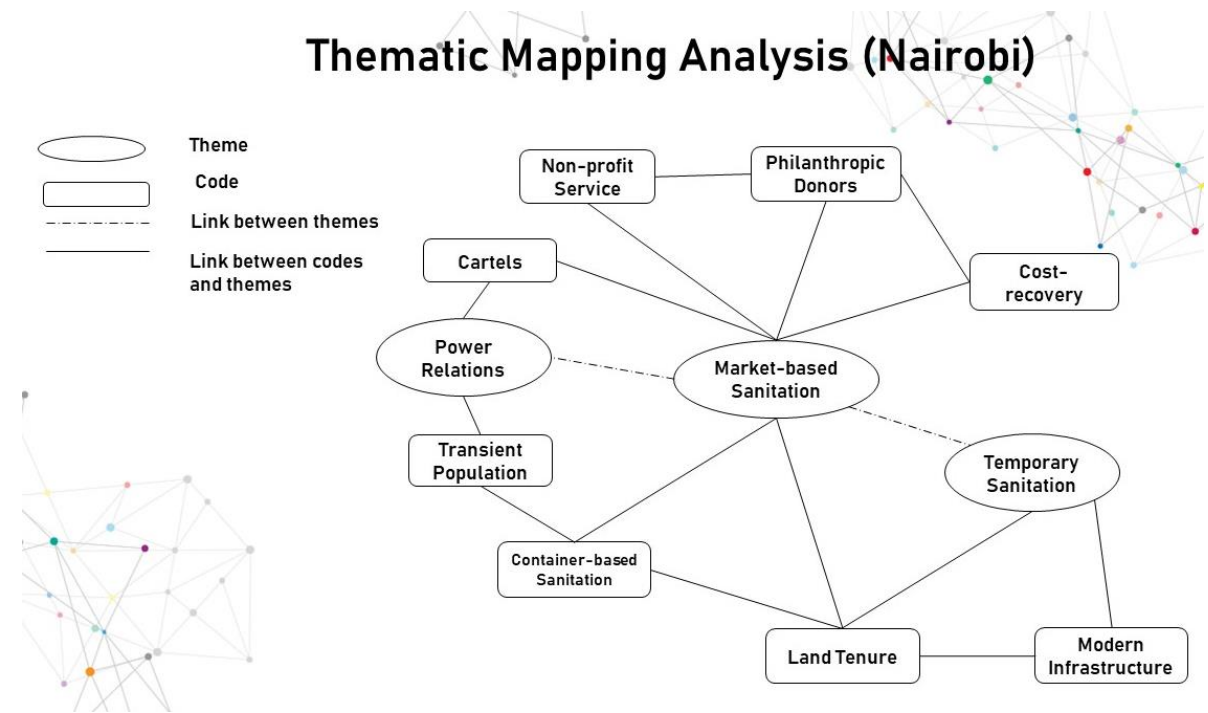 Thematic Mapping Analysis (Nairobi)
Theme
Code
Link between themes
Link between codes
and themes
Non-profit
Service
Philanthropic
Donors
Cartels
Cost-
recovery
Power
Relations
Market-based
Sanitation
Transient
Population
Temporary
Sanitation
Container-based
Sanitation
Land Tenure
Modern
Infrastructure